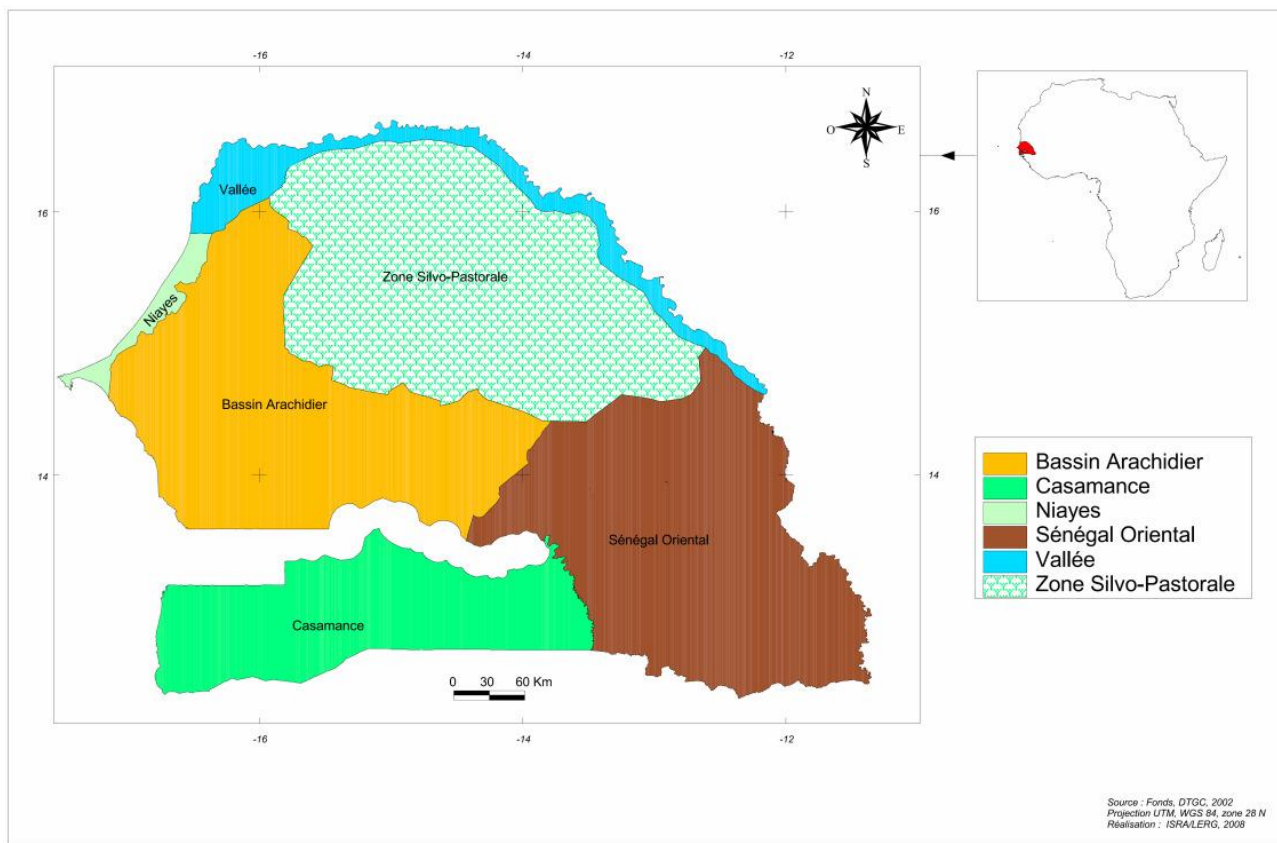 -16 -14 -12
N
O E
S
Vallée
16 16
Zone Silvo-Pastorale
Niayes
Bassin Arachidier
14 14
Sénégal Oriental
Casamance
0 30 60 Km
-16 -14 -12
Bassin Arachidier
Casamance
Niayes
Sénégal Oriental
Vallée
Zone Silvo-Pastorale
Source : Fonds, DTGC, 2002
Projection UTM, WGS 84, zone 28 N
Réalisation : ISRA/LERG, 2008